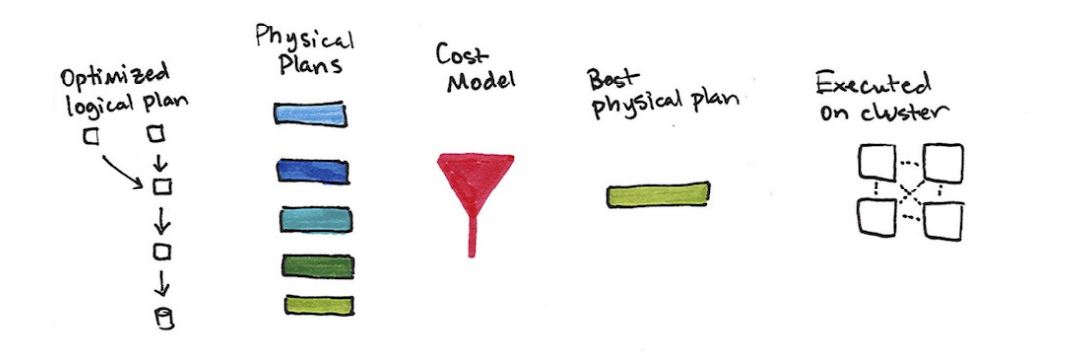 Optimized
logical plan
Physical
Plans
Cost
Model
Best
physical plan
Executed
on cluster